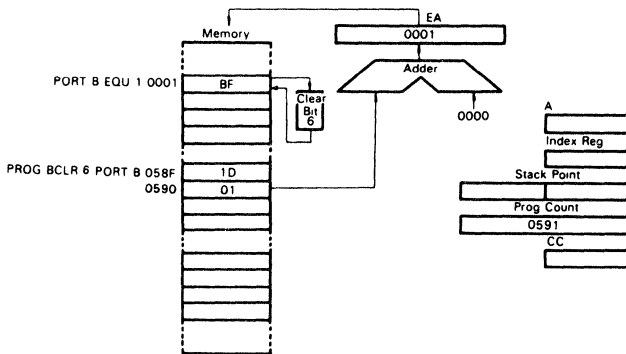 EA
0001
Memory
Adder
PORT B EQU 1 0001
BF
Clear
Bit
6
0000
A
Index Reg
PROG BCLR 6 PORT B 058F
1D
0590
01
Stack Point
Prog Count
0591
CC